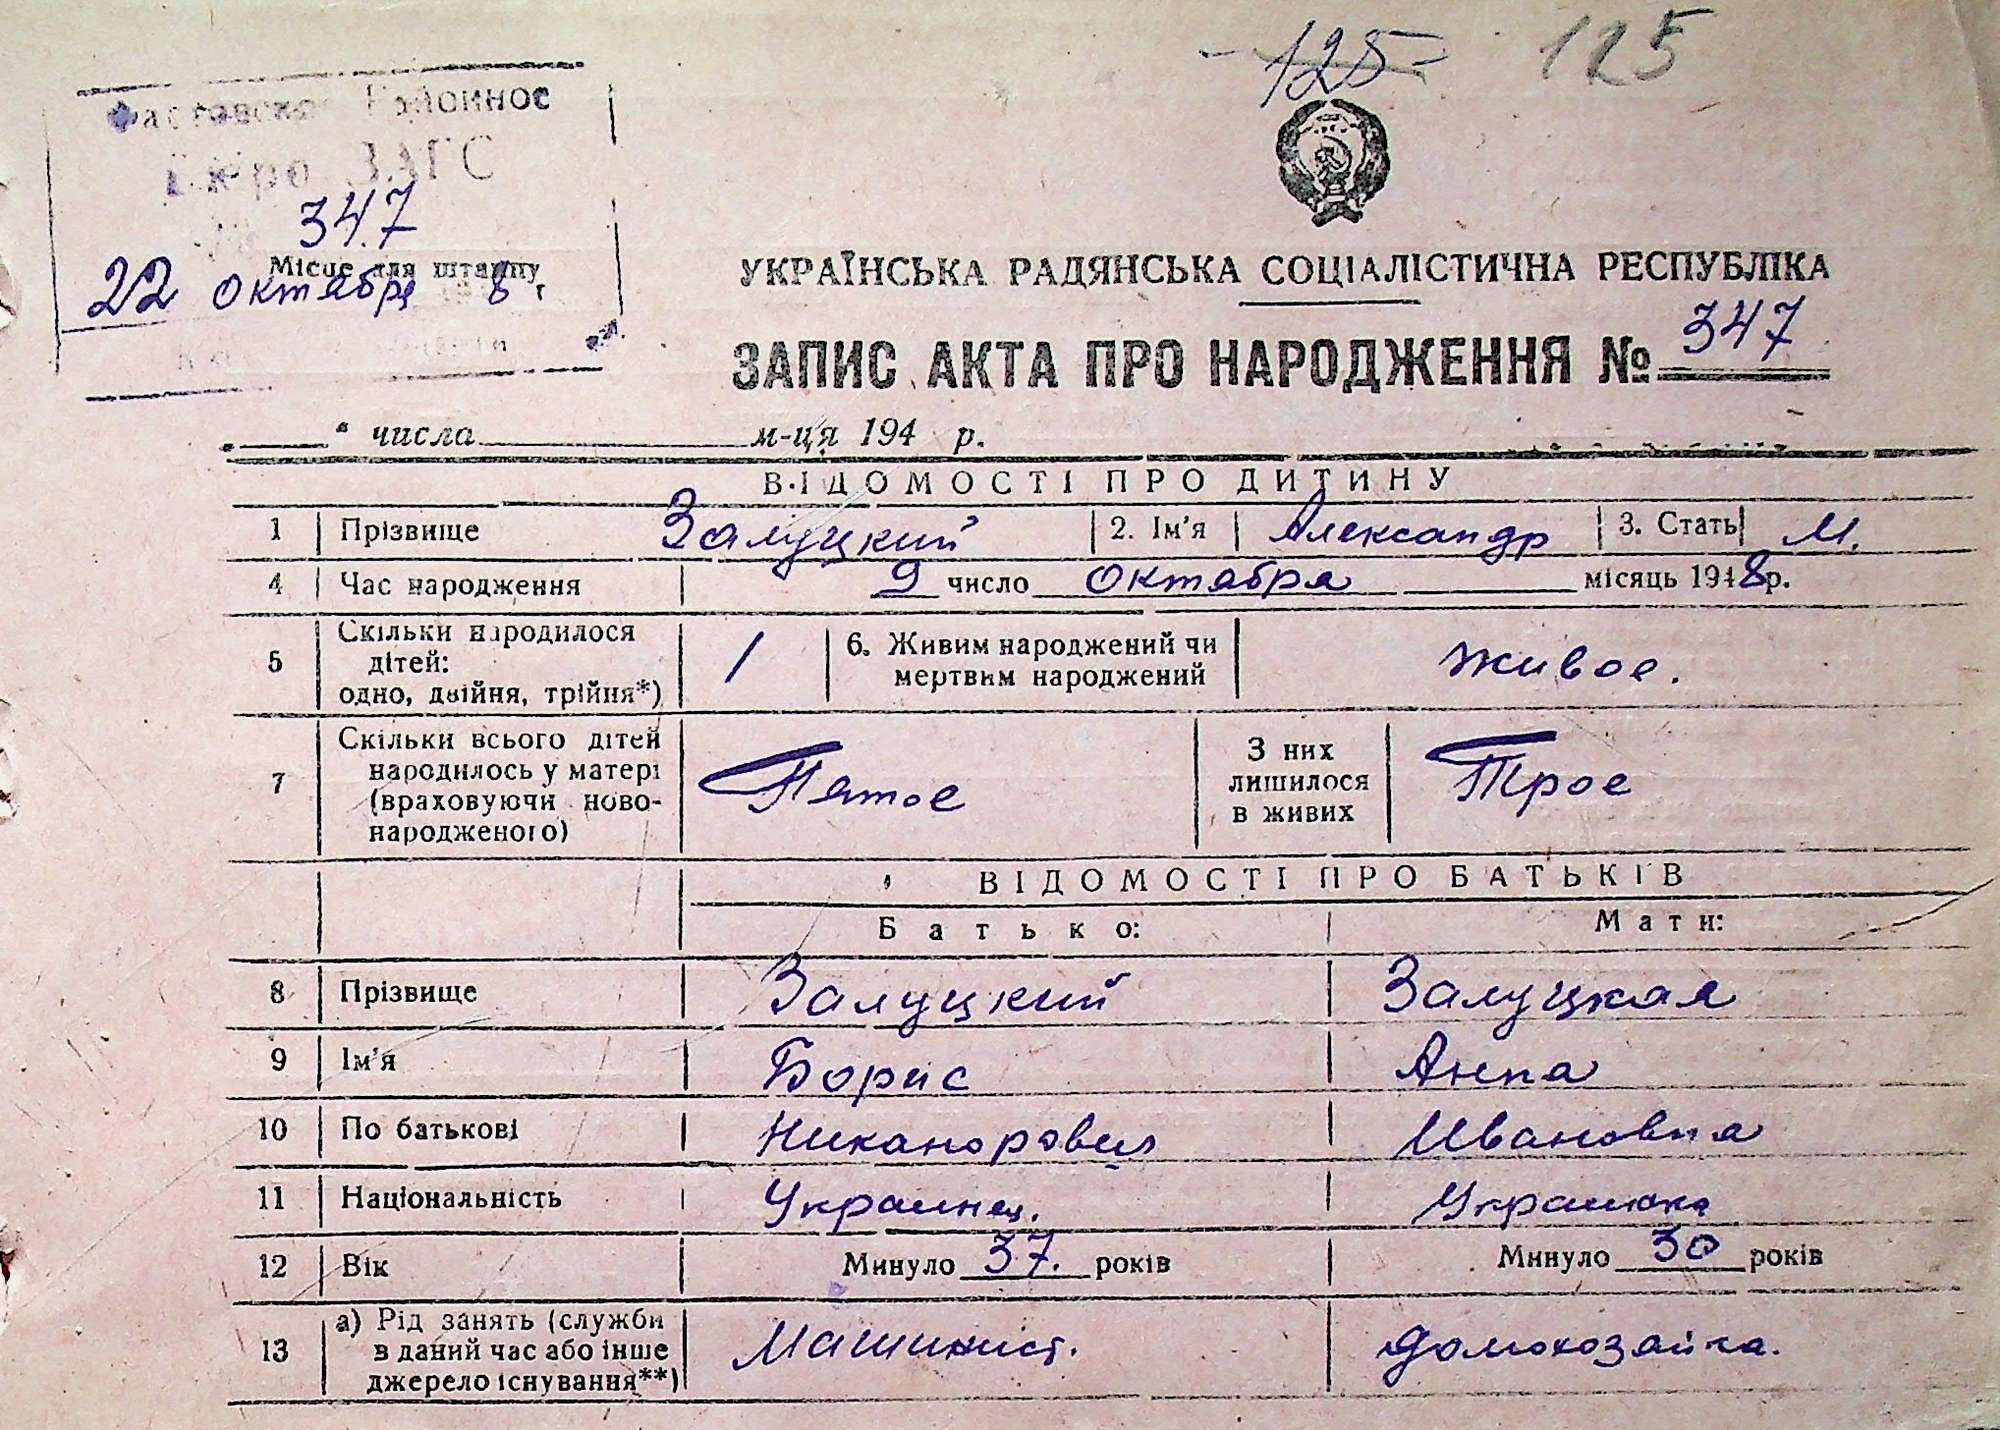 -125- 125
Фастовское Районное
Бюро ЗАГС
347
Місце для штампу
22 октября 8 г
УКРАЇНСЬКА РАДЯНСЬКА СОЦІАЛІСТИЧНА РЕСПУБЛІКА
ЗАПИС АКТА ПРО НАРОДЖЕННЯ № 347
„ “ числа м-ця 194 р.
ВІДОМОСТІ ПРО ДИТИНУ
1 Прізвище Залуцкий 2. Ім'я Александр 3. Стать М.
4 Час народження 9 число октября місяць 1948 р.
5 Скільки народилося дітей: одно, двійня, трійня*) 1 6. Живим народжений чи мертвим народжений живое.
7 Скільки всього дітей народилось у матері (враховуючи новонародженого) Пятое З них лишилося в живих Трое
ВІДОМОСТІ ПРО БАТЬКІВ
Батько: Мати:
8 Прізвище Залуцкий Залуцкая
9 Ім'я Борис Анна
10 По батькові Никанорович Ивановна
11 Національність Украинец. Украинка
12 Вік Минуло 37. років Минуло 30 років
13 а) Рід занять (служби в даний час або інше джерело існування**) Машинист. домохозайка.